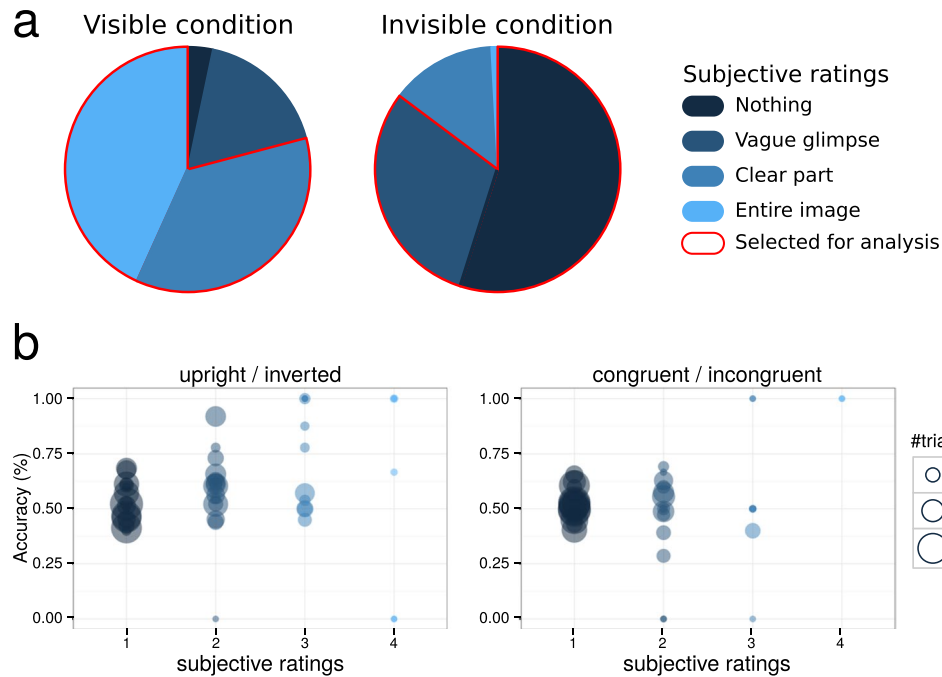 a
Visible condition
Invisible condition
Subjective ratings
Nothing
Vague glimpse
Clear part
Entire image
Selected for analysis
b
upright / inverted
congruent / incongruent
Accuracy (%)
1.00
0.75
0.50
0.25
0.00
1 2 3 4
subjective ratings
1.00
0.75
0.50
0.25
0.00
1 2 3 4
subjective ratings
#tria